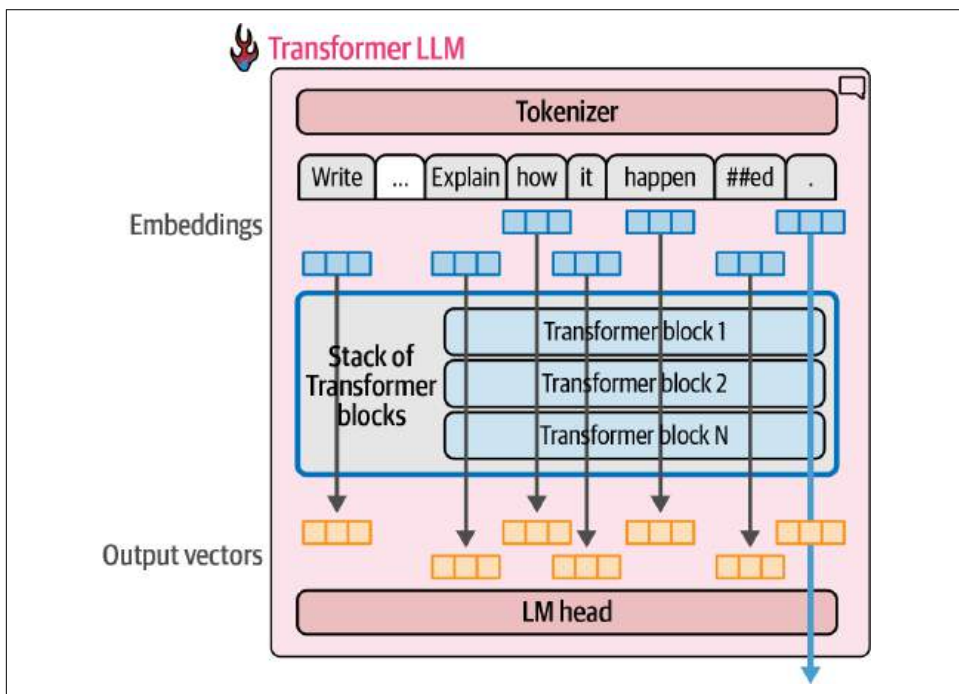 Transformer LLM
Tokenizer
Write ... Explain how it happen ##ed .
Embeddings
Stack of
Transformer
blocks
Transformer block 1
Transformer block 2
Transformer block N
Output vectors
LM head